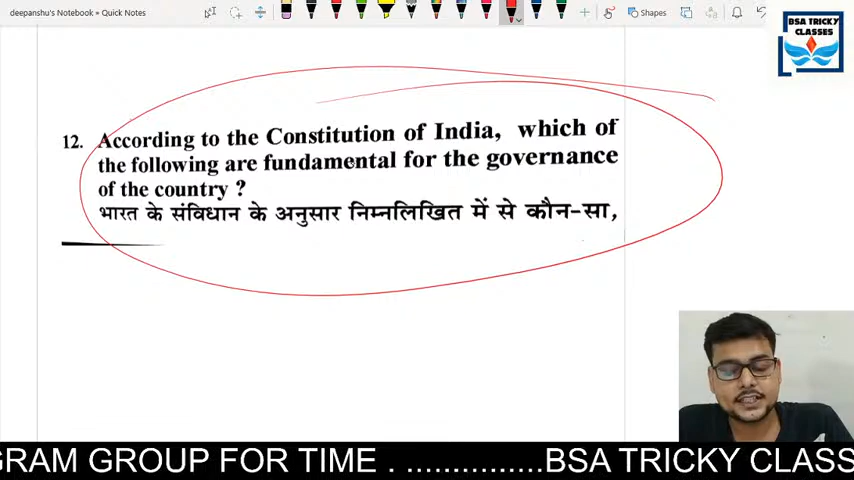 deepanshu's Notebook • Quick Notes
Shapes
BSA TRICKY
CLASSES
12. According to the Constitution of India, which of
the following are fundamental for the governance
of the country ?
भारत के संविधान के अनुसार निम्नलिखित में से कौन-सा,
GRAM GROUP FOR TIME . ..............BSA TRICKY CLASS